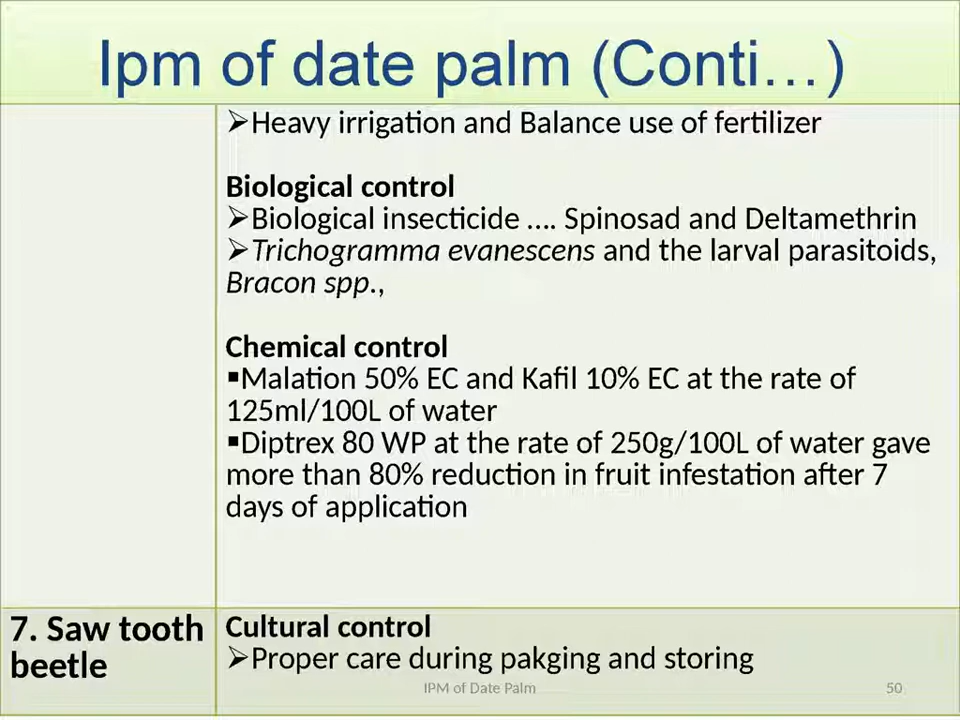 Ipm of date palm (Conti…)
➢Heavy irrigation and Balance use of fertilizer
Biological control
➢Biological insecticide .... Spinosad and Deltamethrin
➢Trichogramma evanescens and the larval parasitoids,
Bracon spp.,
Chemical control
▪Malation 50% EC and Kafil 10% EC at the rate of
125ml/100L of water
▪Diptrex 80 WP at the rate of 250g/100L of water gave
more than 80% reduction in fruit infestation after 7
days of application
7. Saw tooth
beetle
Cultural control
➢Proper care during pakging and storing
IPM of Date Palm
50